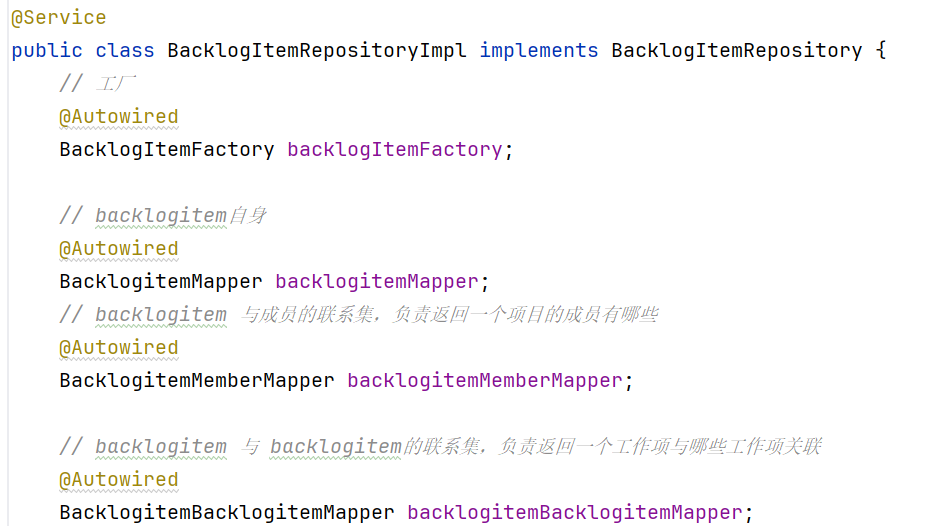 @Service
public class BacklogItemRepositoryImpl implements BacklogItemRepository {
// 工厂
@Autowired
BacklogItemFactory backlogItemFactory;
// backlogitem自身
@Autowired
BacklogitemMapper backlogitemMapper;
// backlogitem 与成员的联系集，负责返回一个项目的成员有哪些
@Autowired
BacklogitemMemberMapper backlogitemMemberMapper;
// backlogitem 与 backlogitem的联系集，负责返回一个工作项与哪些工作项关联
@Autowired
BacklogitemBacklogitemMapper backlogitemBacklogitemMapper;